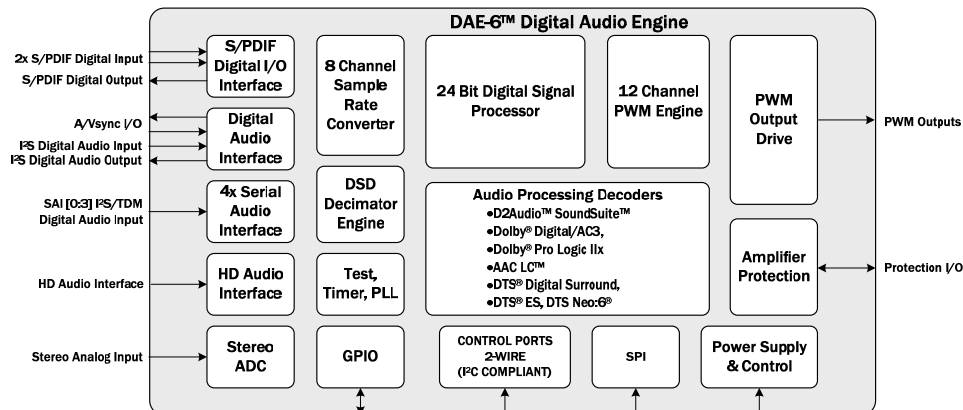 DAE-6™ Digital Audio Engine
2x S/PDIF Digital Input
S/PDIF Digital Output
A/Vsync I/O
I²S Digital Audio Input
I²S Digital Audio Output
SAI [0:3] I²S/TDM
Digital Audio Input
HD Audio Interface
Stereo Analog Input
S/PDIF
Digital I/O
Interface
Digital
Audio
Interface
4x Serial
Audio
Interface
HD Audio
Interface
Stereo
ADC
8 Channel
Sample
Rate
Converter
DSD
Decimator
Engine
Test,
Timer, PLL
GPIO
24 Bit Digital Signal
Processor
12 Channel
PWM Engine
Audio Processing Decoders
•D2Audio™ SoundSuite™
•Dolby® Digital/AC3,
•Dolby® Pro Logic IIx
•AAC LC™
•DTS® Digital Surround,
•DTS® ES, DTS Neo:6®
CONTROL PORTS
2-WIRE
(I²C COMPLIANT)
SPI
PWM
Output
Drive
Amplifier
Protection
Power Supply
& Control
PWM Outputs
Protection I/O